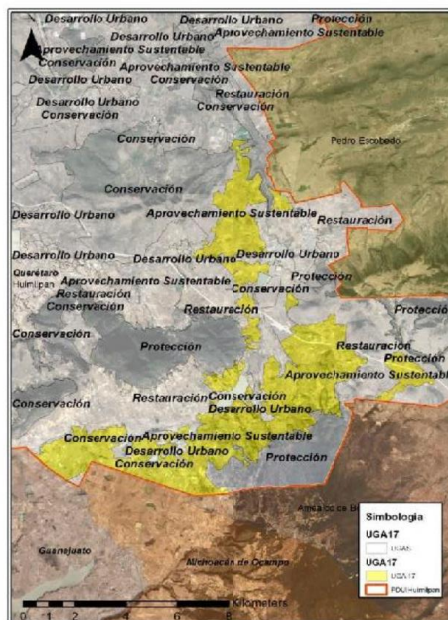 Desarrollo Urbano
Desarrollo Urbano
Protección
Desarrollo Urbano
Aprovechamiento Sustentable
Aprovechamiento Sustentable
Conservación
Aprovechamiento Sustentable
Desarrollo Urbano
Conservación
Restauración
Desarrollo Urbano
Conservación
Conservación
Conservación
Pedro Escobedo
Conservación
Desarrollo Urbano
Aprovechamiento Sustentable
Restauración
Desarrollo Urbano
Desarrollo Urbano
Desarrollo Urbano
Querétaro
Huimilpan
Aprovechamiento Sustentable
Protección
Restauración
Conservación
Conservación
Restauración
Protección
Conservación
Protección
Restauración
Protección
Aprovechamiento Sustentable
Conservación
Restauración
Conservación
Desarrollo Urbano
Conservación
Aprovechamiento Sustentable
Desarrollo Urbano
Conservación
Protección
Guanajuato
Michoacán de Ocampo
Simbología
UGA17
UGAS
UGA17
UGA17
PDUHuimilpan
0 1 2 4 6 8
Kilometers